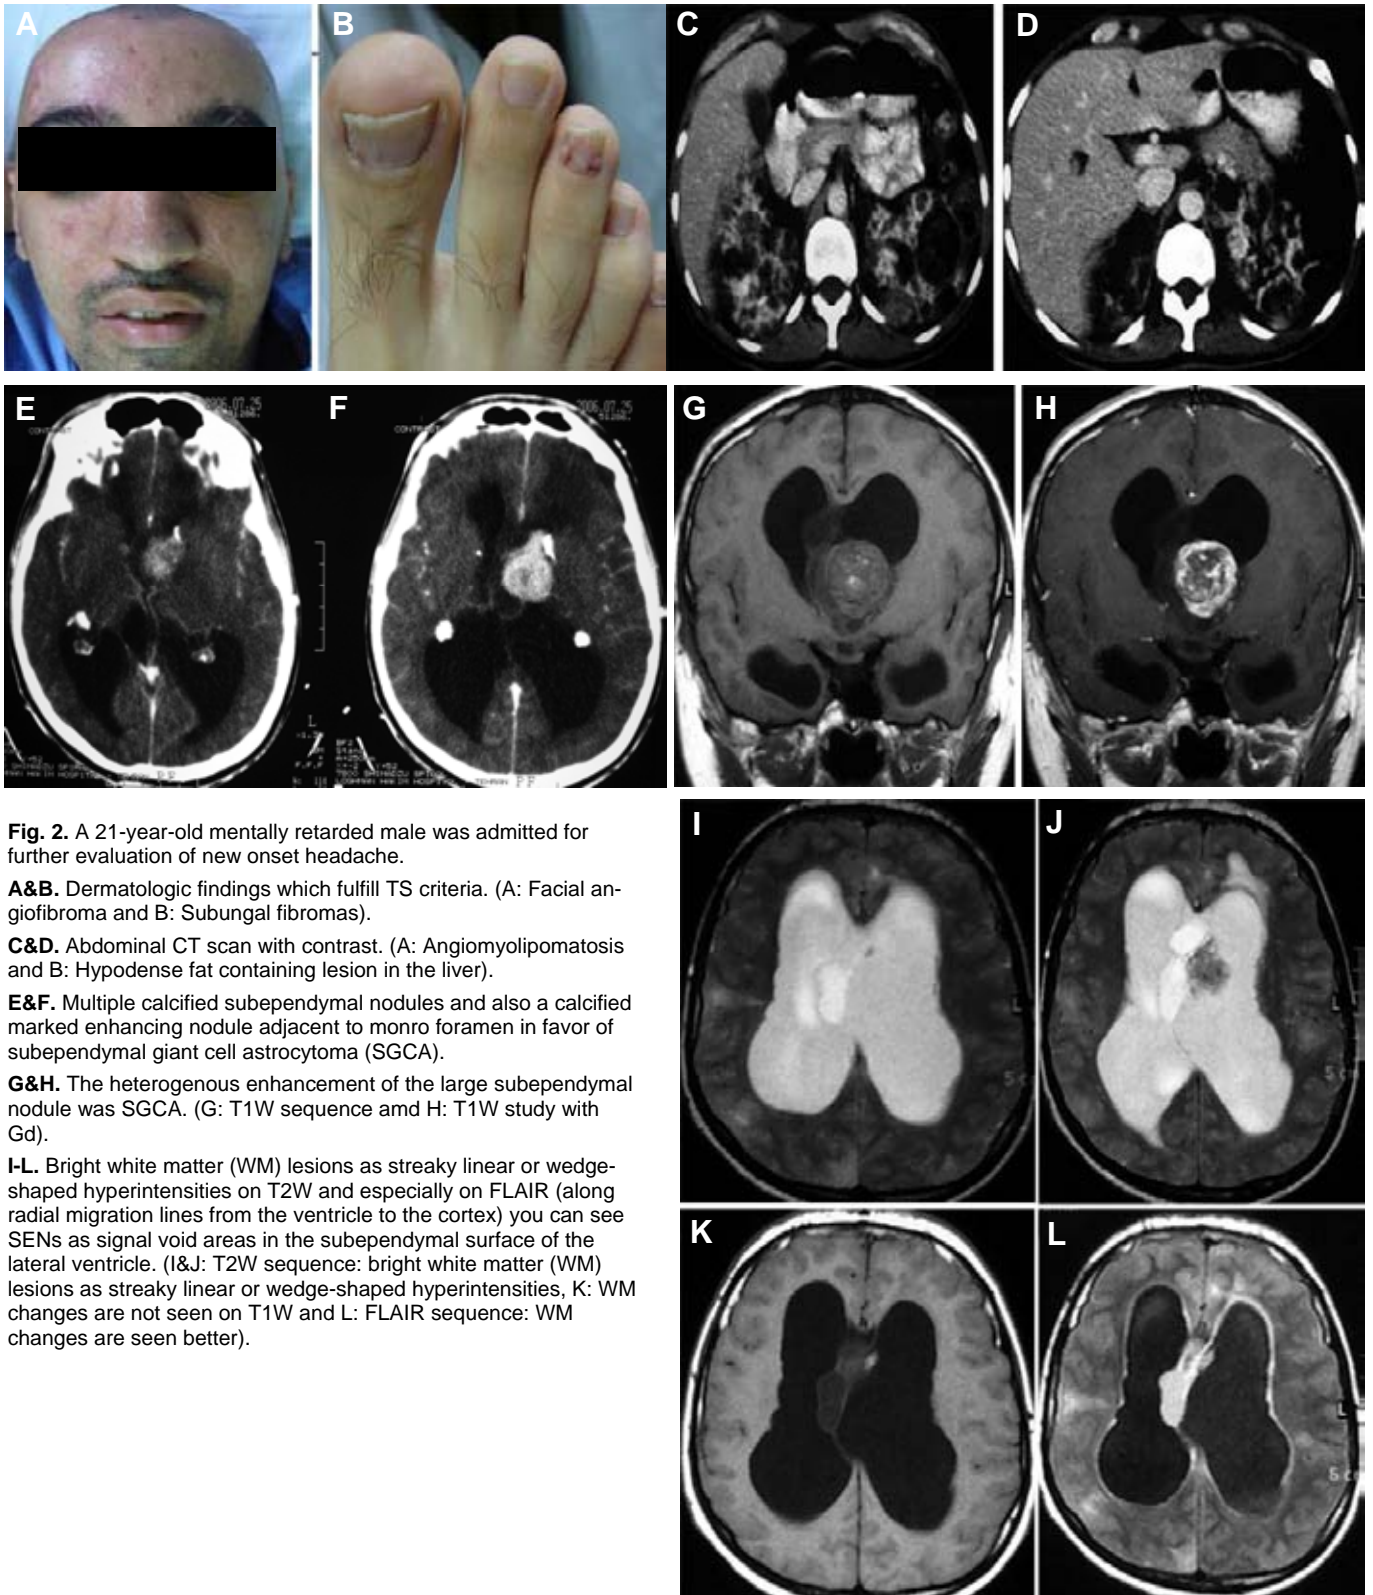 A
B
C
D
E
F
G
H
I
J
K
L
CONTRAST
2006.07.25
L
TEHRAN
5 c
Fig. 2. A 21-year-old mentally retarded male was admitted for
further evaluation of new onset headache.
A&B. Dermatologic findings which fulfill TS criteria. (A: Facial an-
giofibroma and B: Subungal fibromas).
C&D. Abdominal CT scan with contrast. (A: Angiomyolipomatosis
and B: Hypodense fat containing lesion in the liver).
E&F. Multiple calcified subependymal nodules and also a calcified
marked enhancing nodule adjacent to monro foramen in favor of
subependymal giant cell astrocytoma (SGCA).
G&H. The heterogenous enhancement of the large subependymal
nodule was SGCA. (G: T1W sequence amd H: T1W study with
Gd).
I-L. Bright white matter (WM) lesions as streaky linear or wedge-
shaped hyperintensities on T2W and especially on FLAIR (along
radial migration lines from the ventricle to the cortex) you can see
SENs as signal void areas in the subependymal surface of the
lateral ventricle. (I&J: T2W sequence: bright white matter (WM)
lesions as streaky linear or wedge-shaped hyperintensities, K: WM
changes are not seen on T1W and L: FLAIR sequence: WM
changes are seen better).